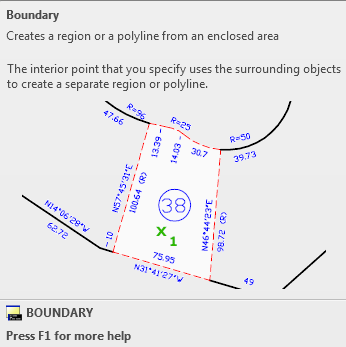 Boundary
Creates a region or a polyline from an enclosed area
The interior point that you specify uses the surrounding objects
to create a separate region or polyline.
R=96
47.66
R=25
13.39
14.03
30.7
R=50
39.73
N57°45'31"E
100.64 (R)
38
N46°44'23"E
98.72 (R)
N14°06'28"W
62.72
10
X
1
75.95
N31°41'27"W
49
BOUNDARY
Press F1 for more help